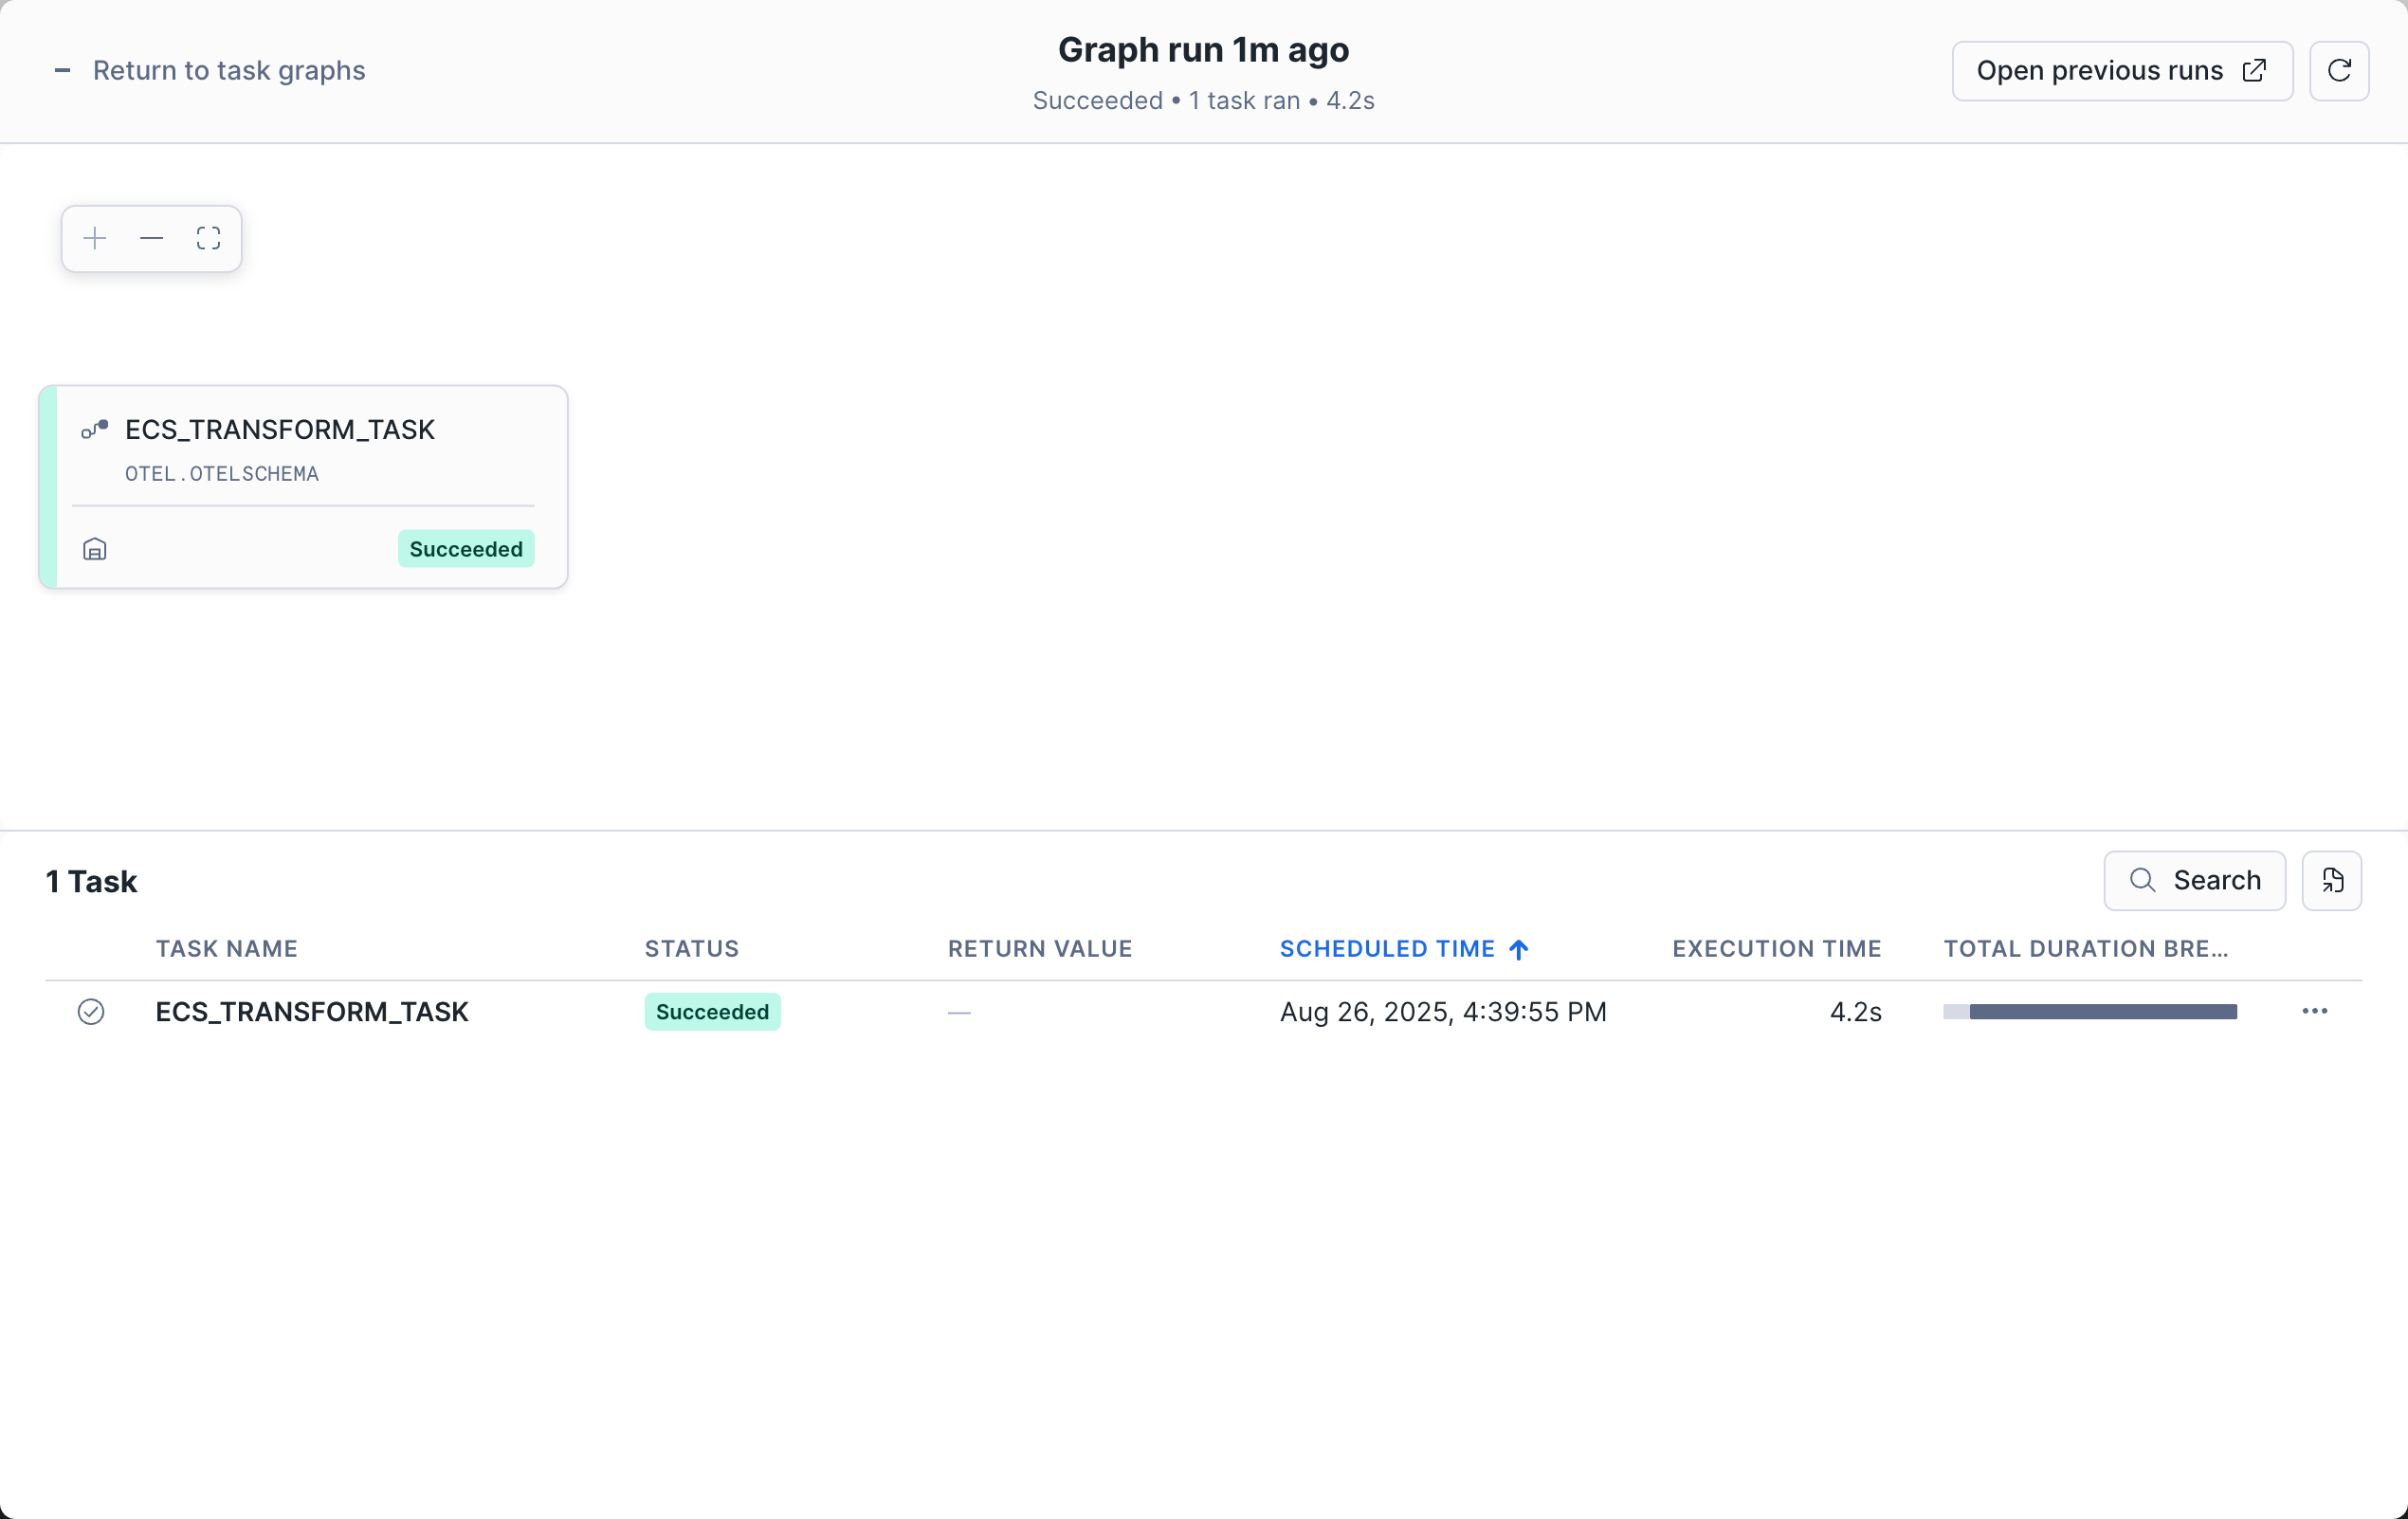 Return to task graphs
Graph run 1m ago
Succeeded • 1 task ran • 4.2s
Open previous runs
ECS_TRANSFORM_TASK
OTEL.OTELSCHEMA
Succeeded
1 Task
Search
TASK NAME STATUS RETURN VALUE SCHEDULED TIME EXECUTION TIME TOTAL DURATION BRE...
ECS_TRANSFORM_TASK Succeeded — Aug 26, 2025, 4:39:55 PM 4.2s